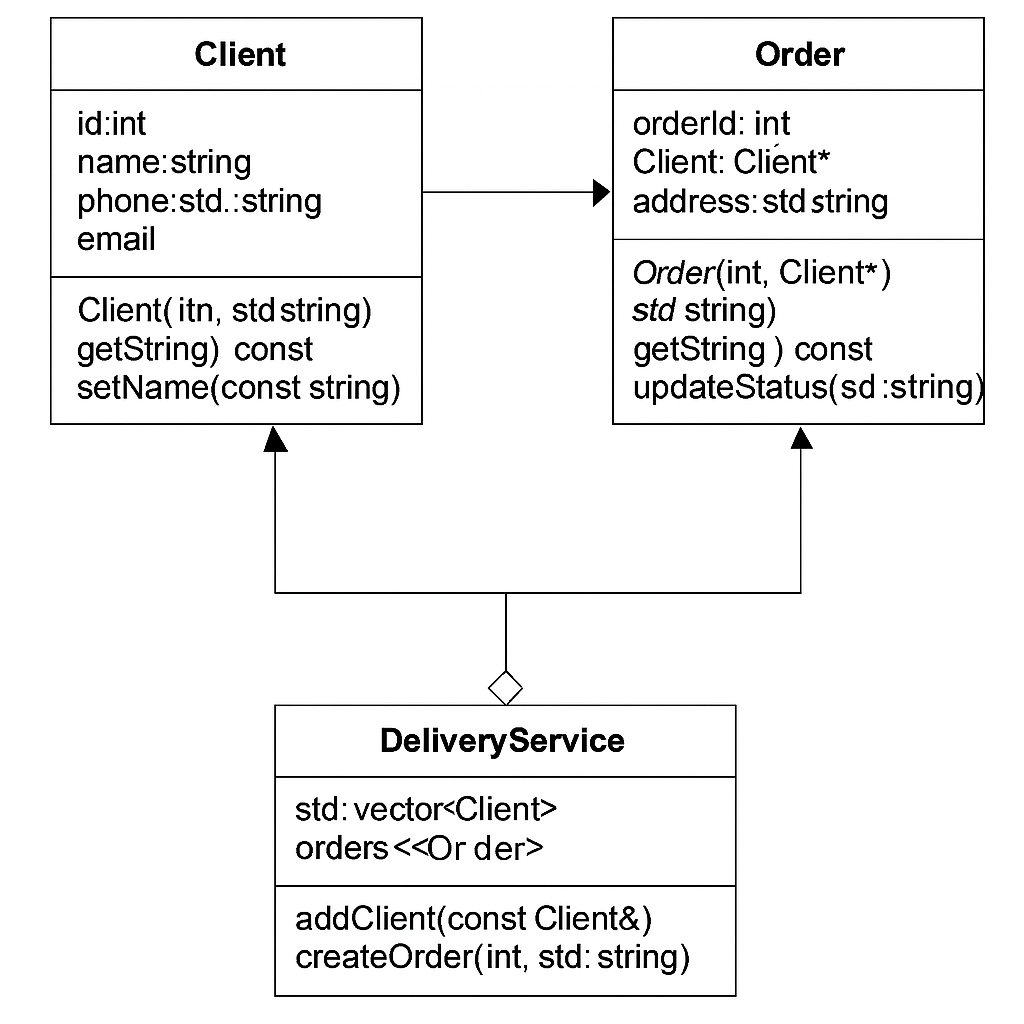 Client
id:int
name:string
phone:std.:string
email
Client( itn, std string)
getString) const
setName(const string)
Order
orderId: int
Client: Client*
address: std string
Order(int, Client*)
std string)
getString ) const
updateStatus(sd :string)
DeliveryService
std: vector<Client>
orders <<Or der>
addClient(const Client&)
createOrder(int, std: string)